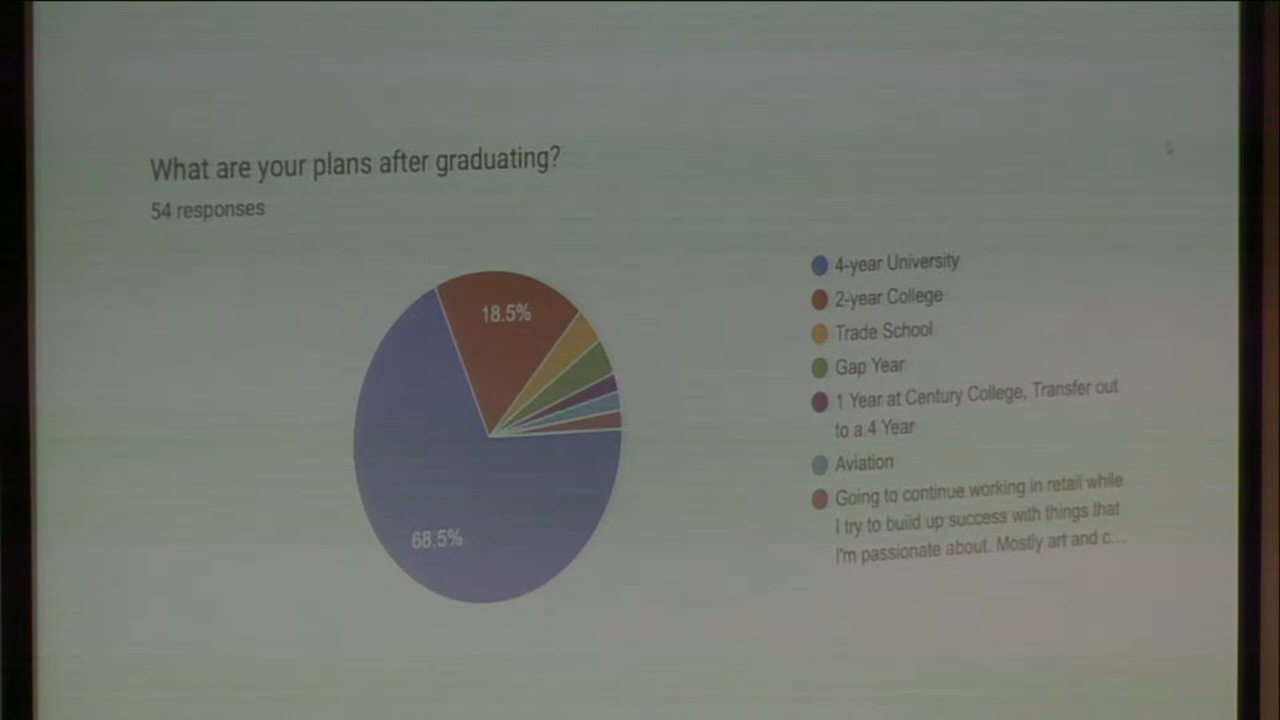 What are your plans after graduating?
54 responses
18.5%
68.5%
4-year University
2-year College
Trade School
Gap Year
1 Year at Century College, Transfer out
to a 4 Year
Aviation
Going to continue working in retail while
I try to build up success with things that
I'm passionate about. Mostly art and c...